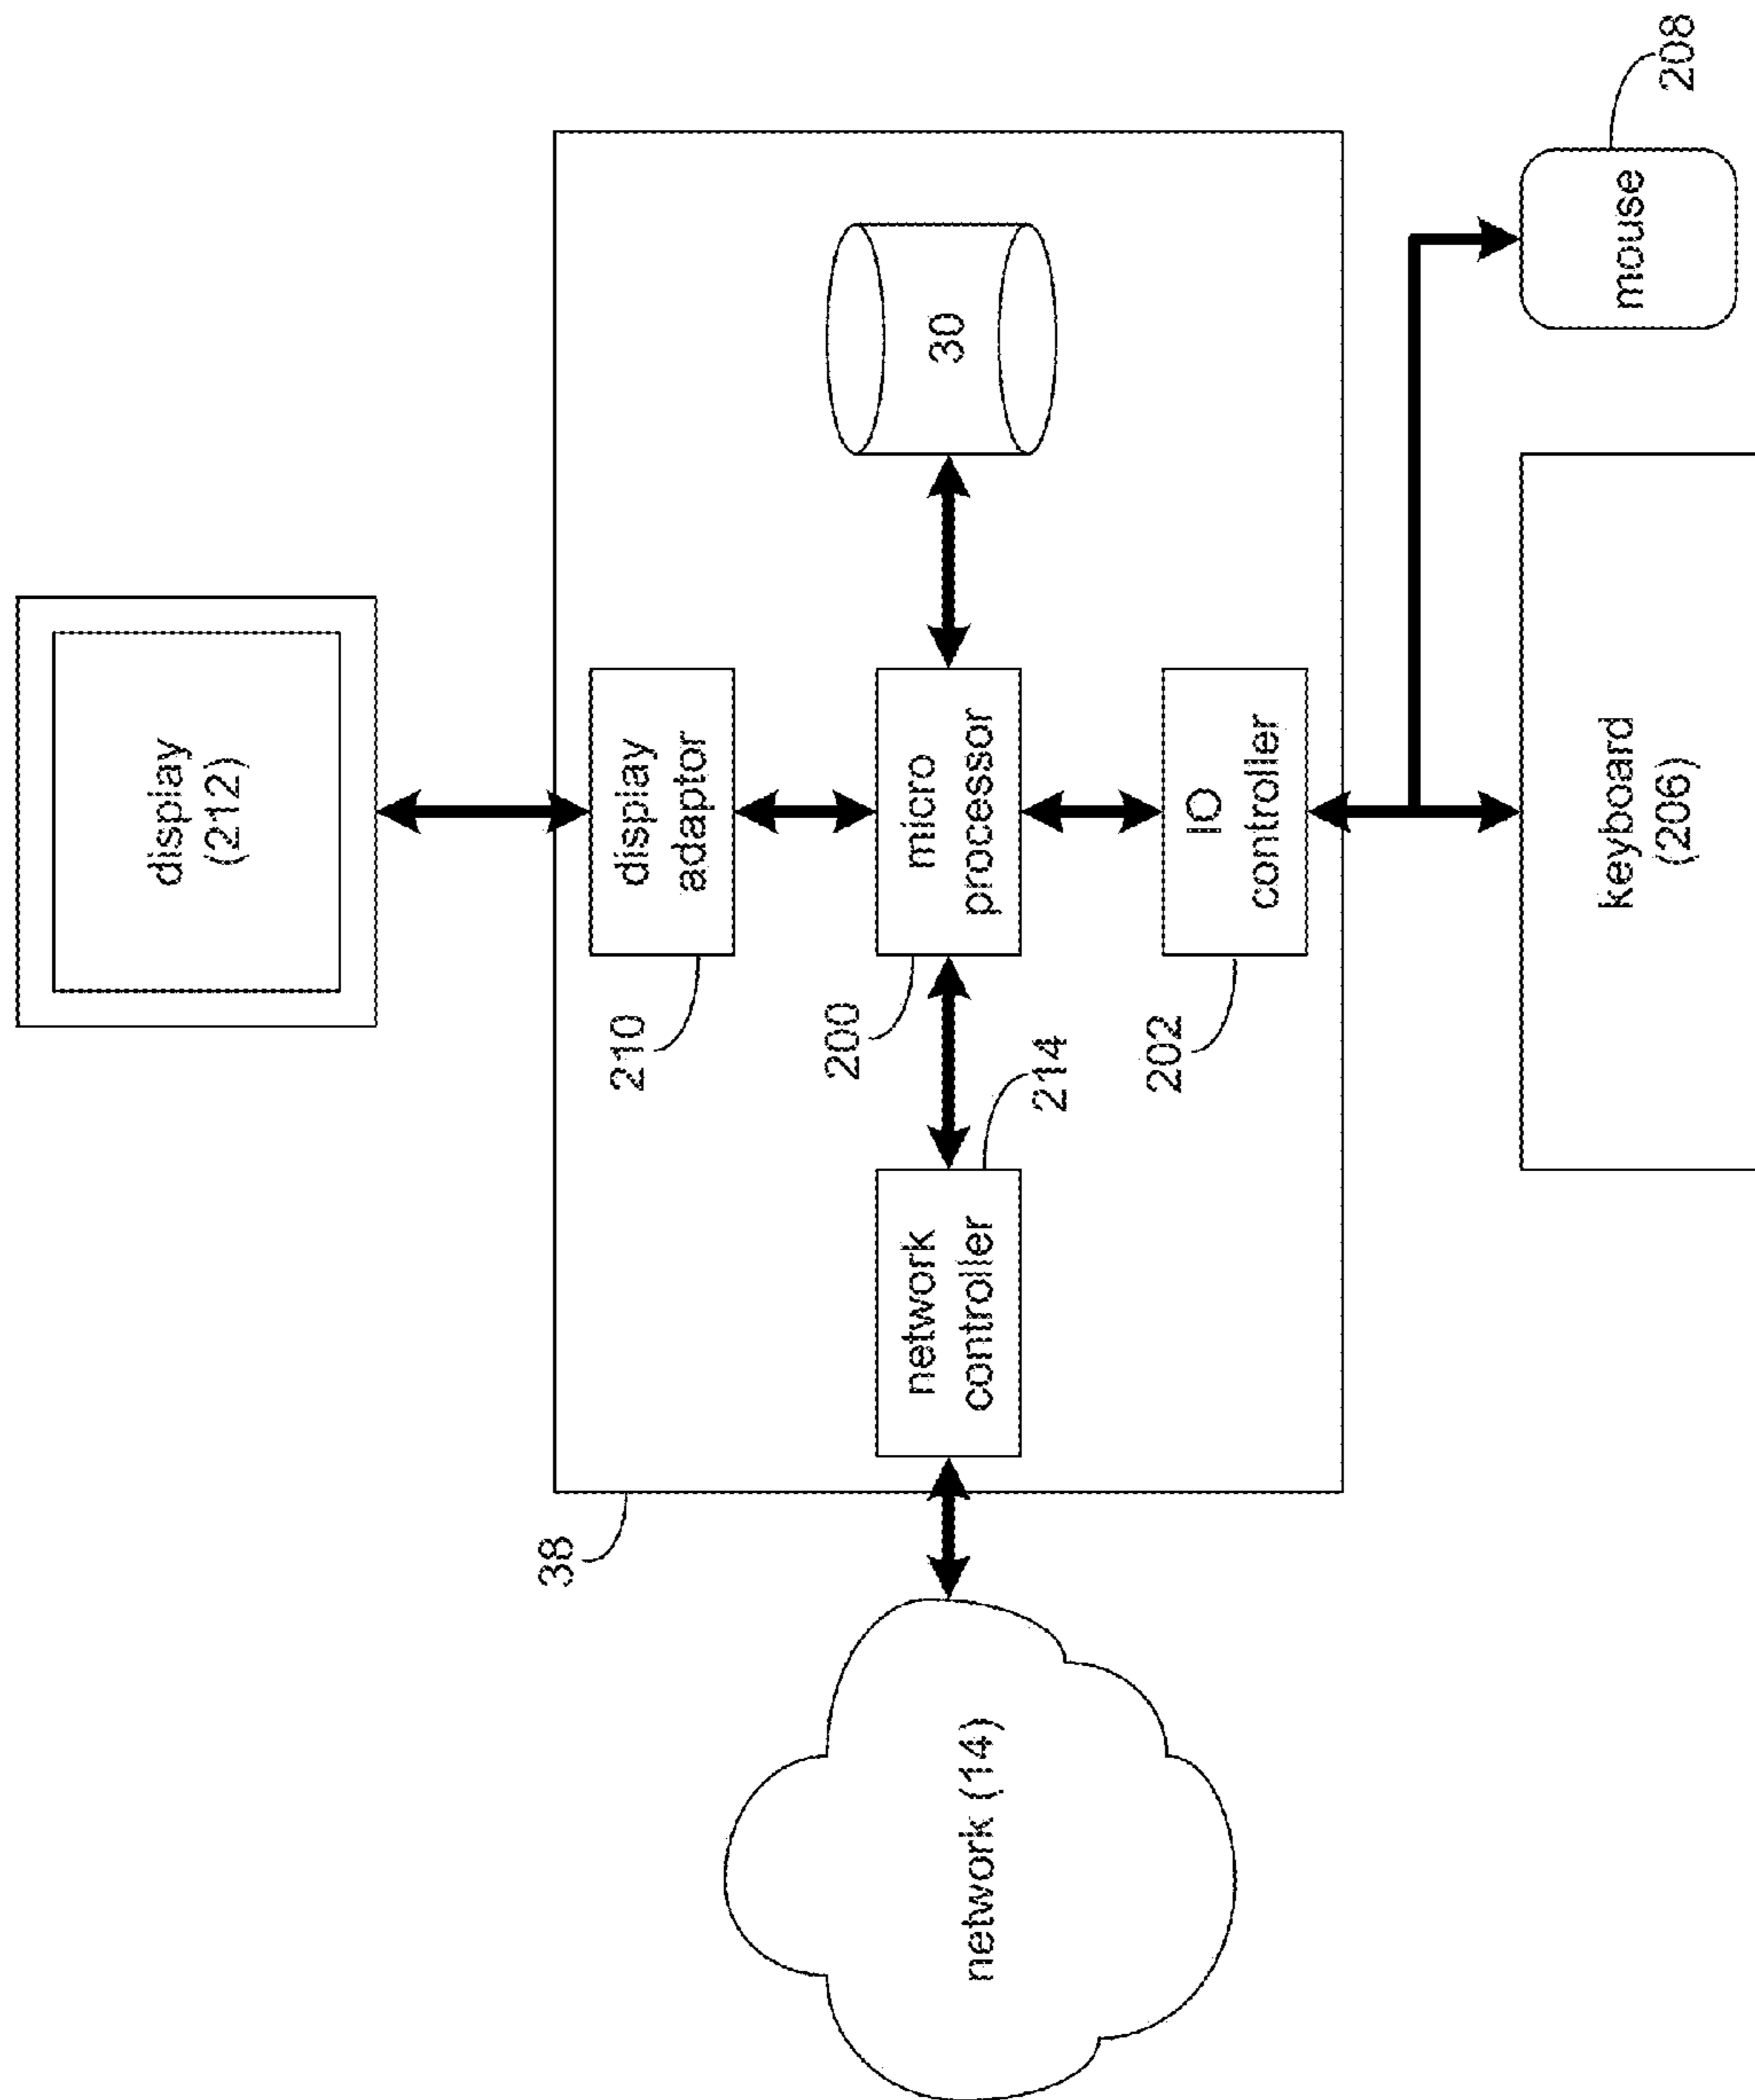 display
(212)
display
adaptor
210
micro
processor
200
30
network
controller
214
IO
controller
202
38
network (14)
keyboard
(206)
mouse
208